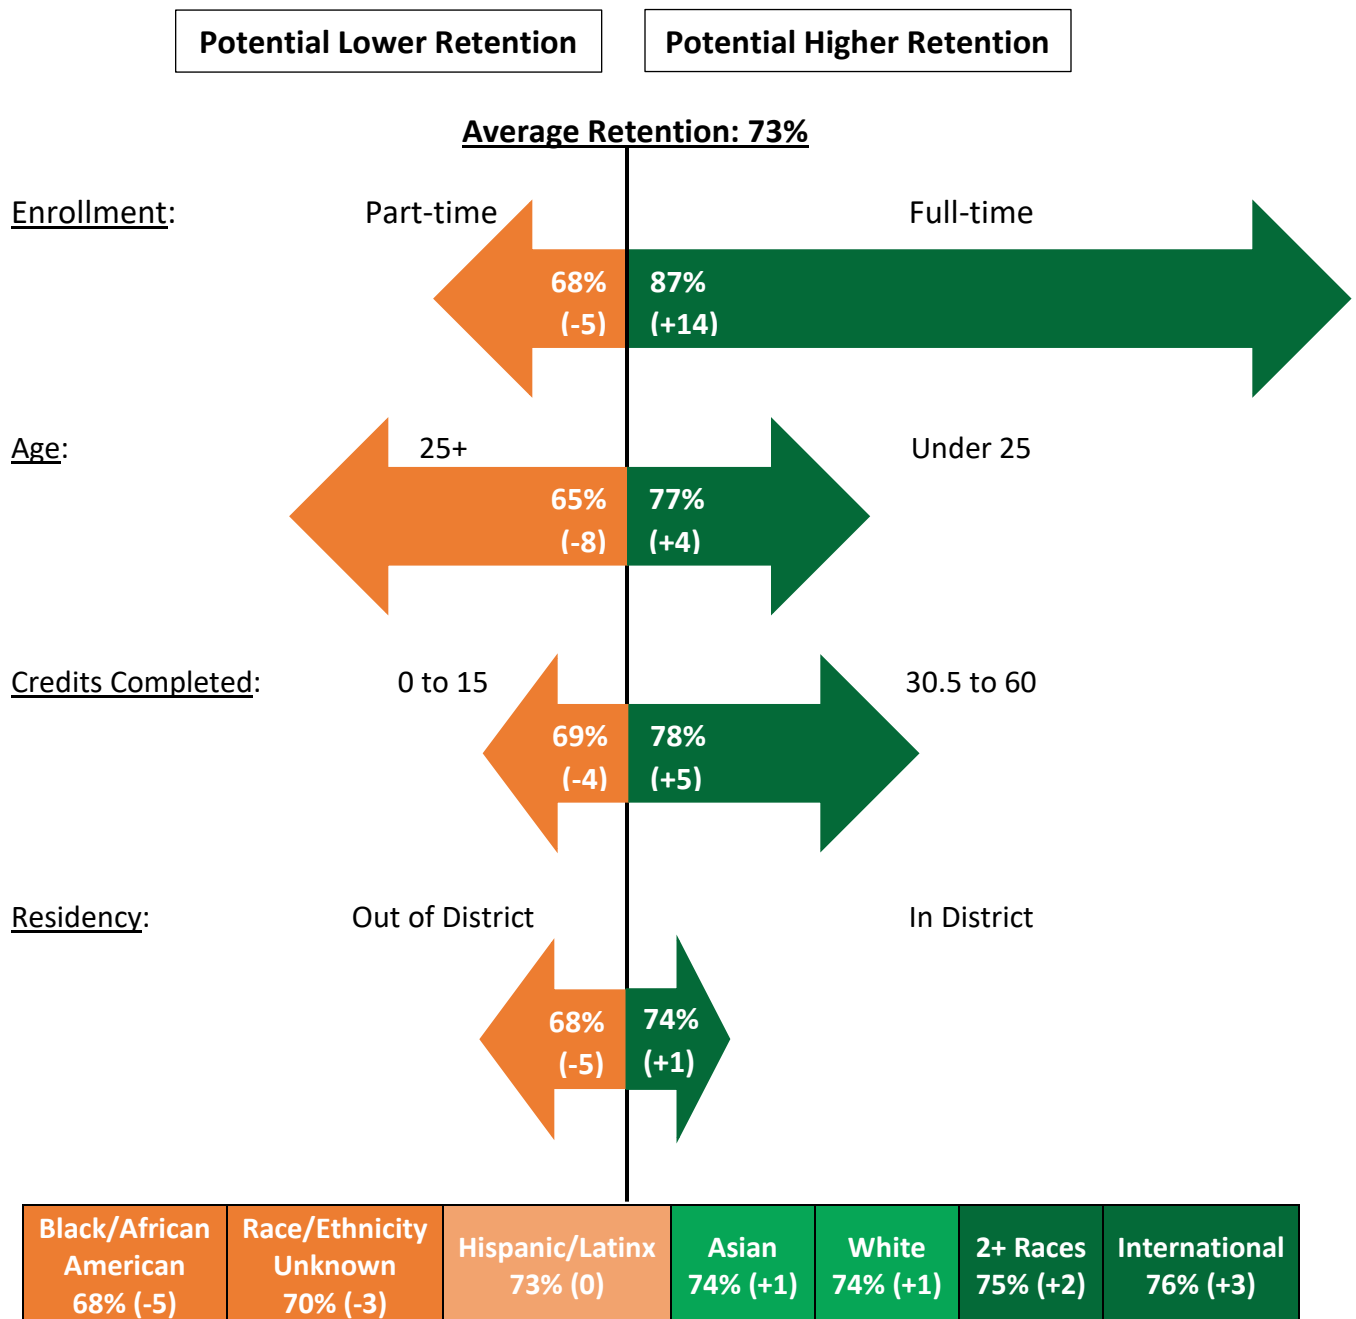 Potential Lower Retention
Potential Higher Retention
Average Retention: 73%
Enrollment:
Part-time
Full-time
68%
(-5)
87%
(+14)
Age:
25+
Under 25
65%
(-8)
77%
(+4)
Credits Completed:
0 to 15
30.5 to 60
69%
(-4)
78%
(+5)
Residency:
Out of District
In District
68%
(-5)
74%
(+1)
Black/African
American
68% (-5)
Race/Ethnicity
Unknown
70% (-3)
Hispanic/Latinx
73% (0)
Asian
74% (+1)
White
74% (+1)
2+ Races
75% (+2)
International
76% (+3)